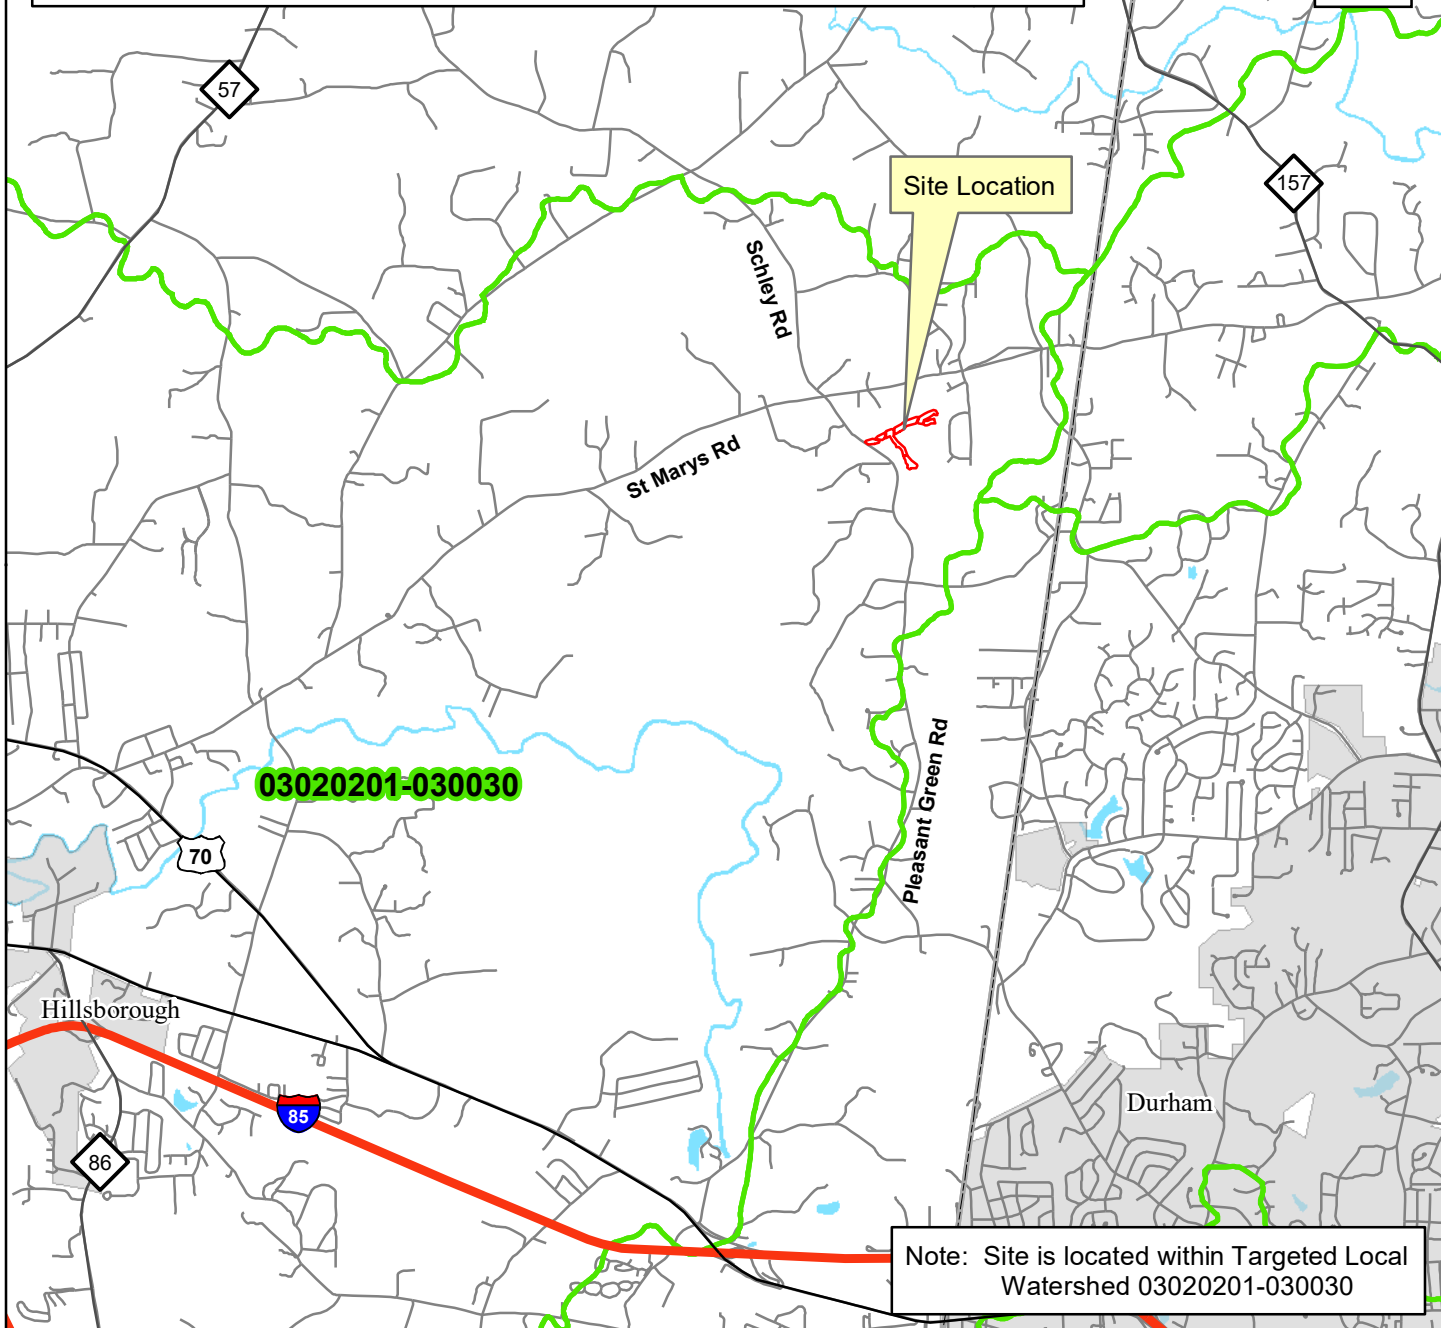 57
Site Location
157
Schley Rd
St Marys Rd
Pleasant Green Rd
03020201-030030
70
Hillsborough
85
Durham
86
Note:  Site is located within Targeted Local
Watershed 03020201-030030